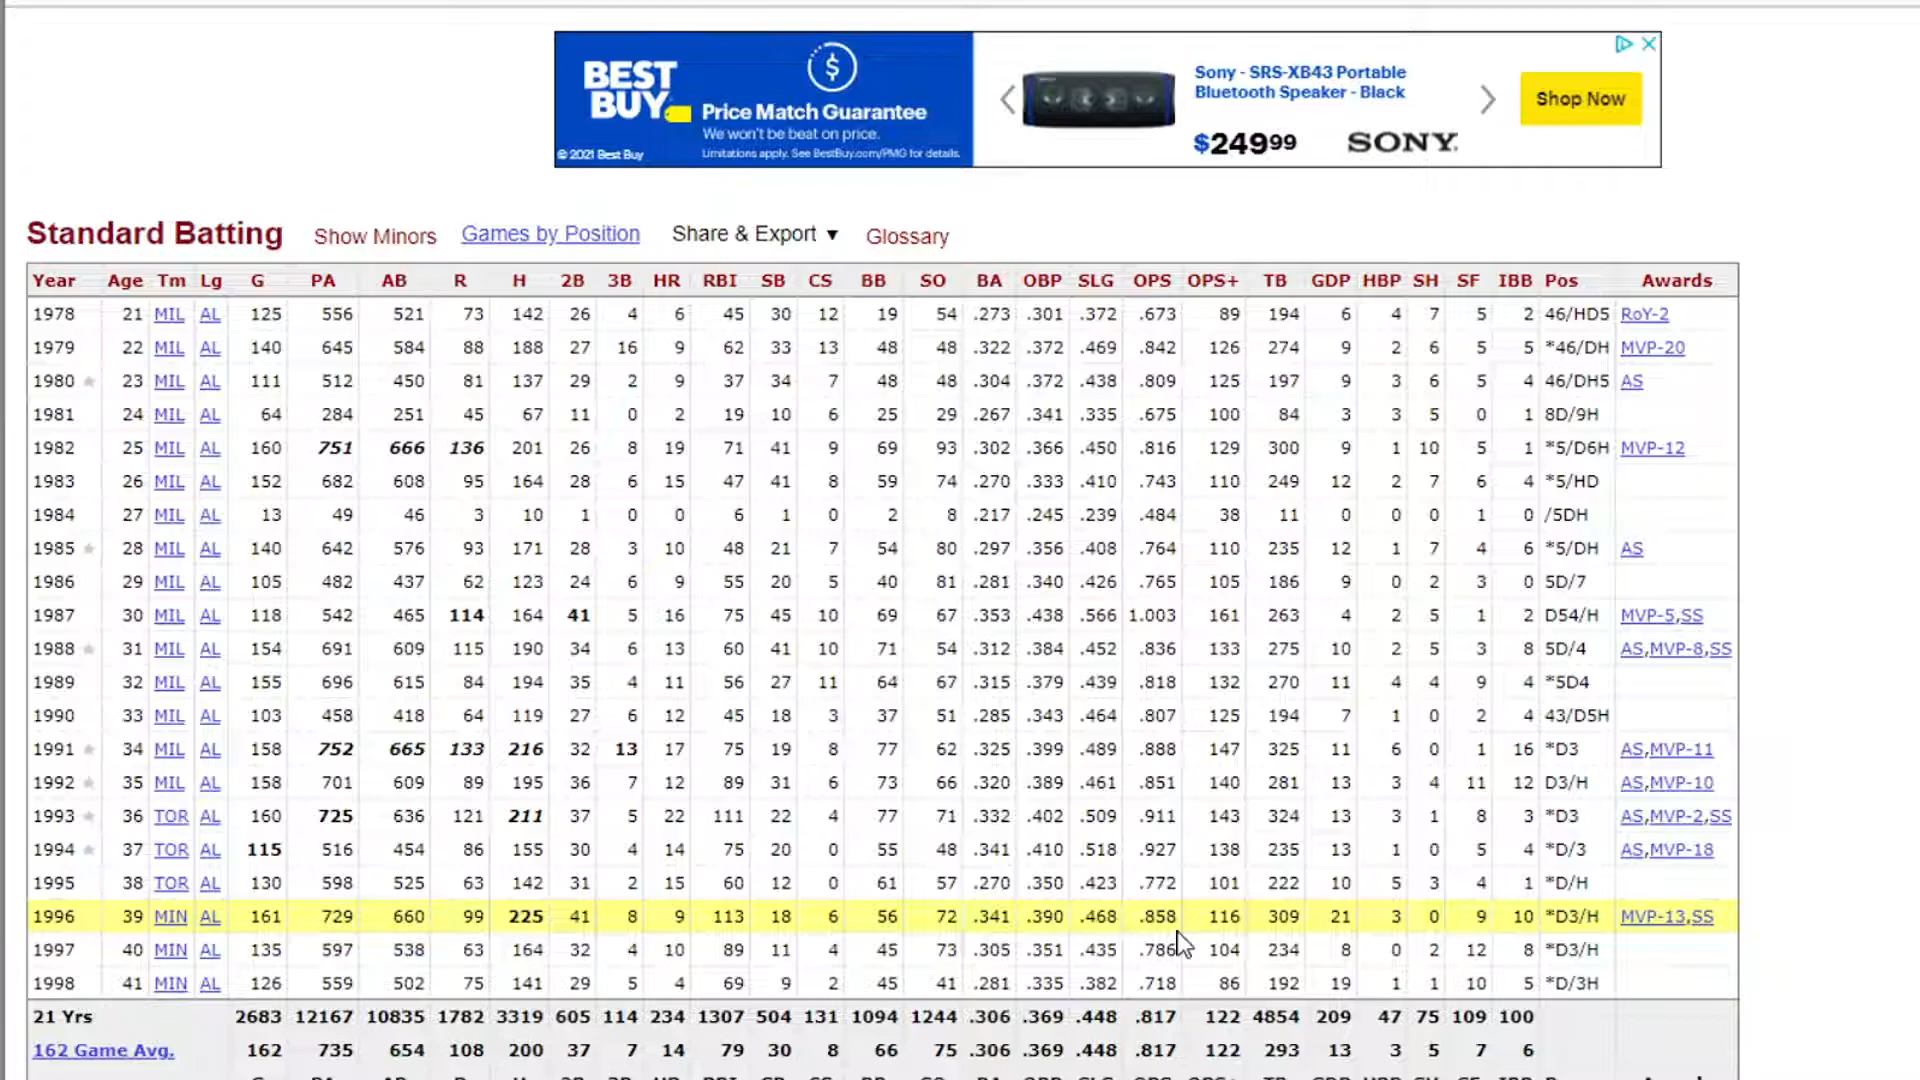 BEST BUY
Price Match Guarantee
We won't be beat on price.
Limitations apply. See BestBuy.com/PMG for details.
© 2021 Best Buy
Sony - SRS-XB43 Portable
Bluetooth Speaker - Black
$249 99
SONY
Shop Now
Standard Batting Show Minors Games by Position Share & Export ▼ Glossary
Year Age Tm Lg G PA AB R H 2B 3B HR RBI SB CS BB SO BA OBP SLG OPS OPS+ TB GDP HBP SH SF IBB Pos Awards
1978 21 MIL AL 125 556 521 73 142 26 4 6 45 30 12 19 54 .273 .301 .372 .673 89 194 6 4 7 5 2 46/HD5 RoY-2
1979 22 MIL AL 140 645 584 88 188 27 16 9 62 33 13 48 48 .322 .372 .469 .842 126 274 9 2 6 5 5 *46/DH MVP-20
1980 ★ 23 MIL AL 111 512 450 81 137 29 2 9 37 34 7 48 48 .304 .372 .438 .809 125 197 9 3 6 5 4 46/DH5 AS
1981 24 MIL AL 64 284 251 45 67 11 0 2 19 10 6 25 29 .267 .341 .335 .675 100 84 3 3 5 0 1 8D/9H
1982 25 MIL AL 160 751 666 136 201 26 8 19 71 41 9 69 93 .302 .366 .450 .816 129 300 9 1 10 5 1 *5/D6H MVP-12
1983 26 MIL AL 152 682 608 95 164 28 6 15 47 41 8 59 74 .270 .333 .410 .743 110 249 12 2 7 6 4 *5/HD
1984 27 MIL AL 13 49 46 3 10 1 0 0 6 1 0 2 8 .217 .245 .239 .484 38 11 0 0 0 1 0 /5DH
1985 ★ 28 MIL AL 140 642 576 93 171 28 3 10 48 21 7 54 80 .297 .356 .408 .764 110 235 12 1 7 4 6 *5/DH AS
1986 29 MIL AL 105 482 437 62 123 24 6 9 55 20 5 40 81 .281 .340 .426 .765 105 186 9 0 2 3 0 5D/7
1987 30 MIL AL 118 542 465 114 164 41 5 16 75 45 10 69 67 .353 .438 .566 1.003 161 263 4 2 5 1 2 D54/H MVP-5,SS
1988 ★ 31 MIL AL 154 691 609 115 190 34 6 13 60 41 10 71 54 .312 .384 .452 .836 133 275 10 2 5 3 8 5D/4 AS,MVP-8,SS
1989 32 MIL AL 155 696 615 84 194 35 4 11 56 27 11 64 67 .315 .379 .439 .818 132 270 11 4 4 9 4 *5D4
1990 33 MIL AL 103 458 418 64 119 27 6 12 45 18 3 37 51 .285 .343 .464 .807 125 194 7 1 0 2 4 43/D5H
1991 ★ 34 MIL AL 158 752 665 133 216 32 13 17 75 19 8 77 62 .325 .399 .489 .888 147 325 11 6 0 1 16 *D3 AS,MVP-11
1992 ★ 35 MIL AL 158 701 609 89 195 36 7 12 89 31 6 73 66 .320 .389 .461 .851 140 281 13 3 4 11 12 D3/H AS,MVP-10
1993 ★ 36 TOR AL 160 725 636 121 211 37 5 22 111 22 4 77 71 .332 .402 .509 .911 143 324 13 3 1 8 3 *D3 AS,MVP-2,SS
1994 ★ 37 TOR AL 115 516 454 86 155 30 4 14 75 20 0 55 48 .341 .410 .518 .927 138 235 13 1 0 5 4 *D/3 AS,MVP-18
1995 38 TOR AL 130 598 525 63 142 31 2 15 60 12 0 61 57 .270 .350 .423 .772 101 222 10 5 3 4 1 *D/H
1996 39 MIN AL 161 729 660 99 225 41 8 9 113 18 6 56 72 .341 .390 .468 .858 116 309 21 3 0 9 10 *D3/H MVP-13,SS
1997 40 MIN AL 135 597 538 63 164 32 4 10 89 11 4 45 73 .305 .351 .435 .786 104 234 8 0 2 12 8 *D3/H
1998 41 MIN AL 126 559 502 75 141 29 5 4 69 9 2 45 41 .281 .335 .382 .718 86 192 19 1 1 10 5 *D/3H
21 Yrs 2683 12167 10835 1782 3319 605 114 234 1307 504 131 1094 1244 .306 .369 .448 .817 122 4854 209 47 75 109 100
162 Game Avg. 162 735 654 108 200 37 7 14 79 30 8 66 75 .306 .369 .448 .817 122 293 13 3 5 7 6